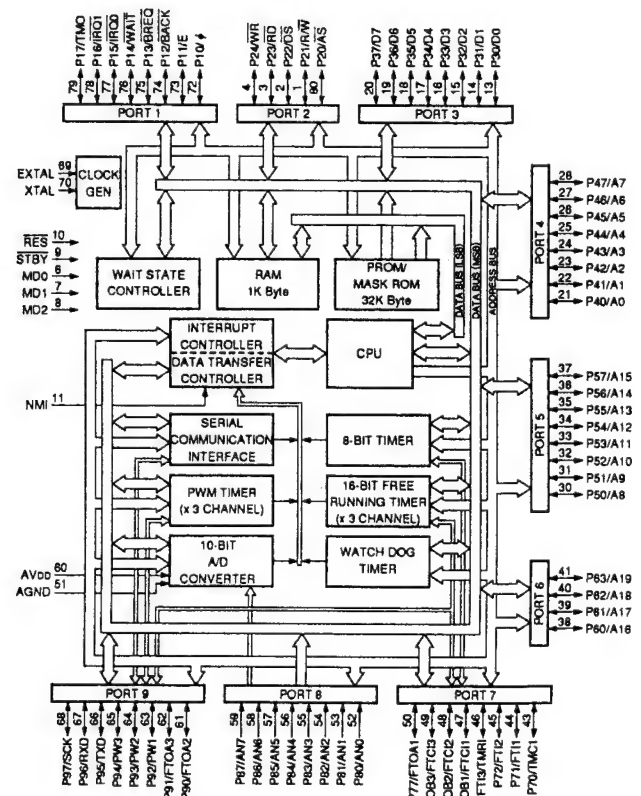 79 P17/TMO
78 P16/IRQ1
77 P15/IRQ0
76 P14/WAIT
75 P13/BREQ
74 P12/BACK
73 P11/E
72 P10/ϕ
4 P24/WR
3 P23/RD
2 P22/DS
1 P21/R/W
80 P20/AS
20 P37/D7
19 P36/D6
18 P35/D5
17 P34/D4
16 P33/D3
15 P32/D2
14 P31/D1
13 P30/D0
PORT 1
PORT 2
PORT 3
EXTAL 69
XTAL 70
CLOCK
GEN
RES 10
STBY 9
MD0 6
MD1 7
MD2 8
WAIT STATE
CONTROLLER
RAM
1K Byte
PROM/
MASK ROM
32K Byte
DATA BUS (LSB)
DATA BUS (MSB)
ADDRESS BUS
PORT 4
28 P47/A7
27 P46/A6
26 P45/A5
25 P44/A4
24 P43/A3
23 P42/A2
22 P41/A1
21 P40/A0
INTERRUPT
CONTROLLER
DATA TRANSFER
CONTROLLER
CPU
NMI 11
SERIAL
COMMUNICATION
INTERFACE
8-BIT TIMER
PWM TIMER
(x 3 CHANNEL)
16-BIT FREE
RUNNING TIMER
(x 3 CHANNEL)
10-BIT
A/D
CONVERTER
WATCH DOG
TIMER
AVDD 60
AGND 51
PORT 5
37 P57/A15
36 P56/A14
35 P55/A13
34 P54/A12
33 P53/A11
32 P52/A10
31 P51/A9
30 P50/A8
PORT 6
41 P63/A19
40 P62/A18
39 P61/A17
38 P60/A16
PORT 9
PORT 8
PORT 7
68 P97/SCK
67 P96/RXD
66 P95/TXD
65 P94/PW3
64 P93/PW2
63 P92/PW1
62 P91/FTOA3
61 P90/FTOA2
59 P87/AN7
58 P86/AN6
57 P85/AN5
56 P84/AN4
55 P83/AN3
54 P82/AN2
53 P81/AN1
52 P80/AN0
50 P77/FTOA1
49 OB3/FTCI3
48 OB2/FTCI2
47 OB1/FTCI1
46 FTI3/TMRI
45 P72/FTI2
44 P71/FTI1
43 P70/TMC1